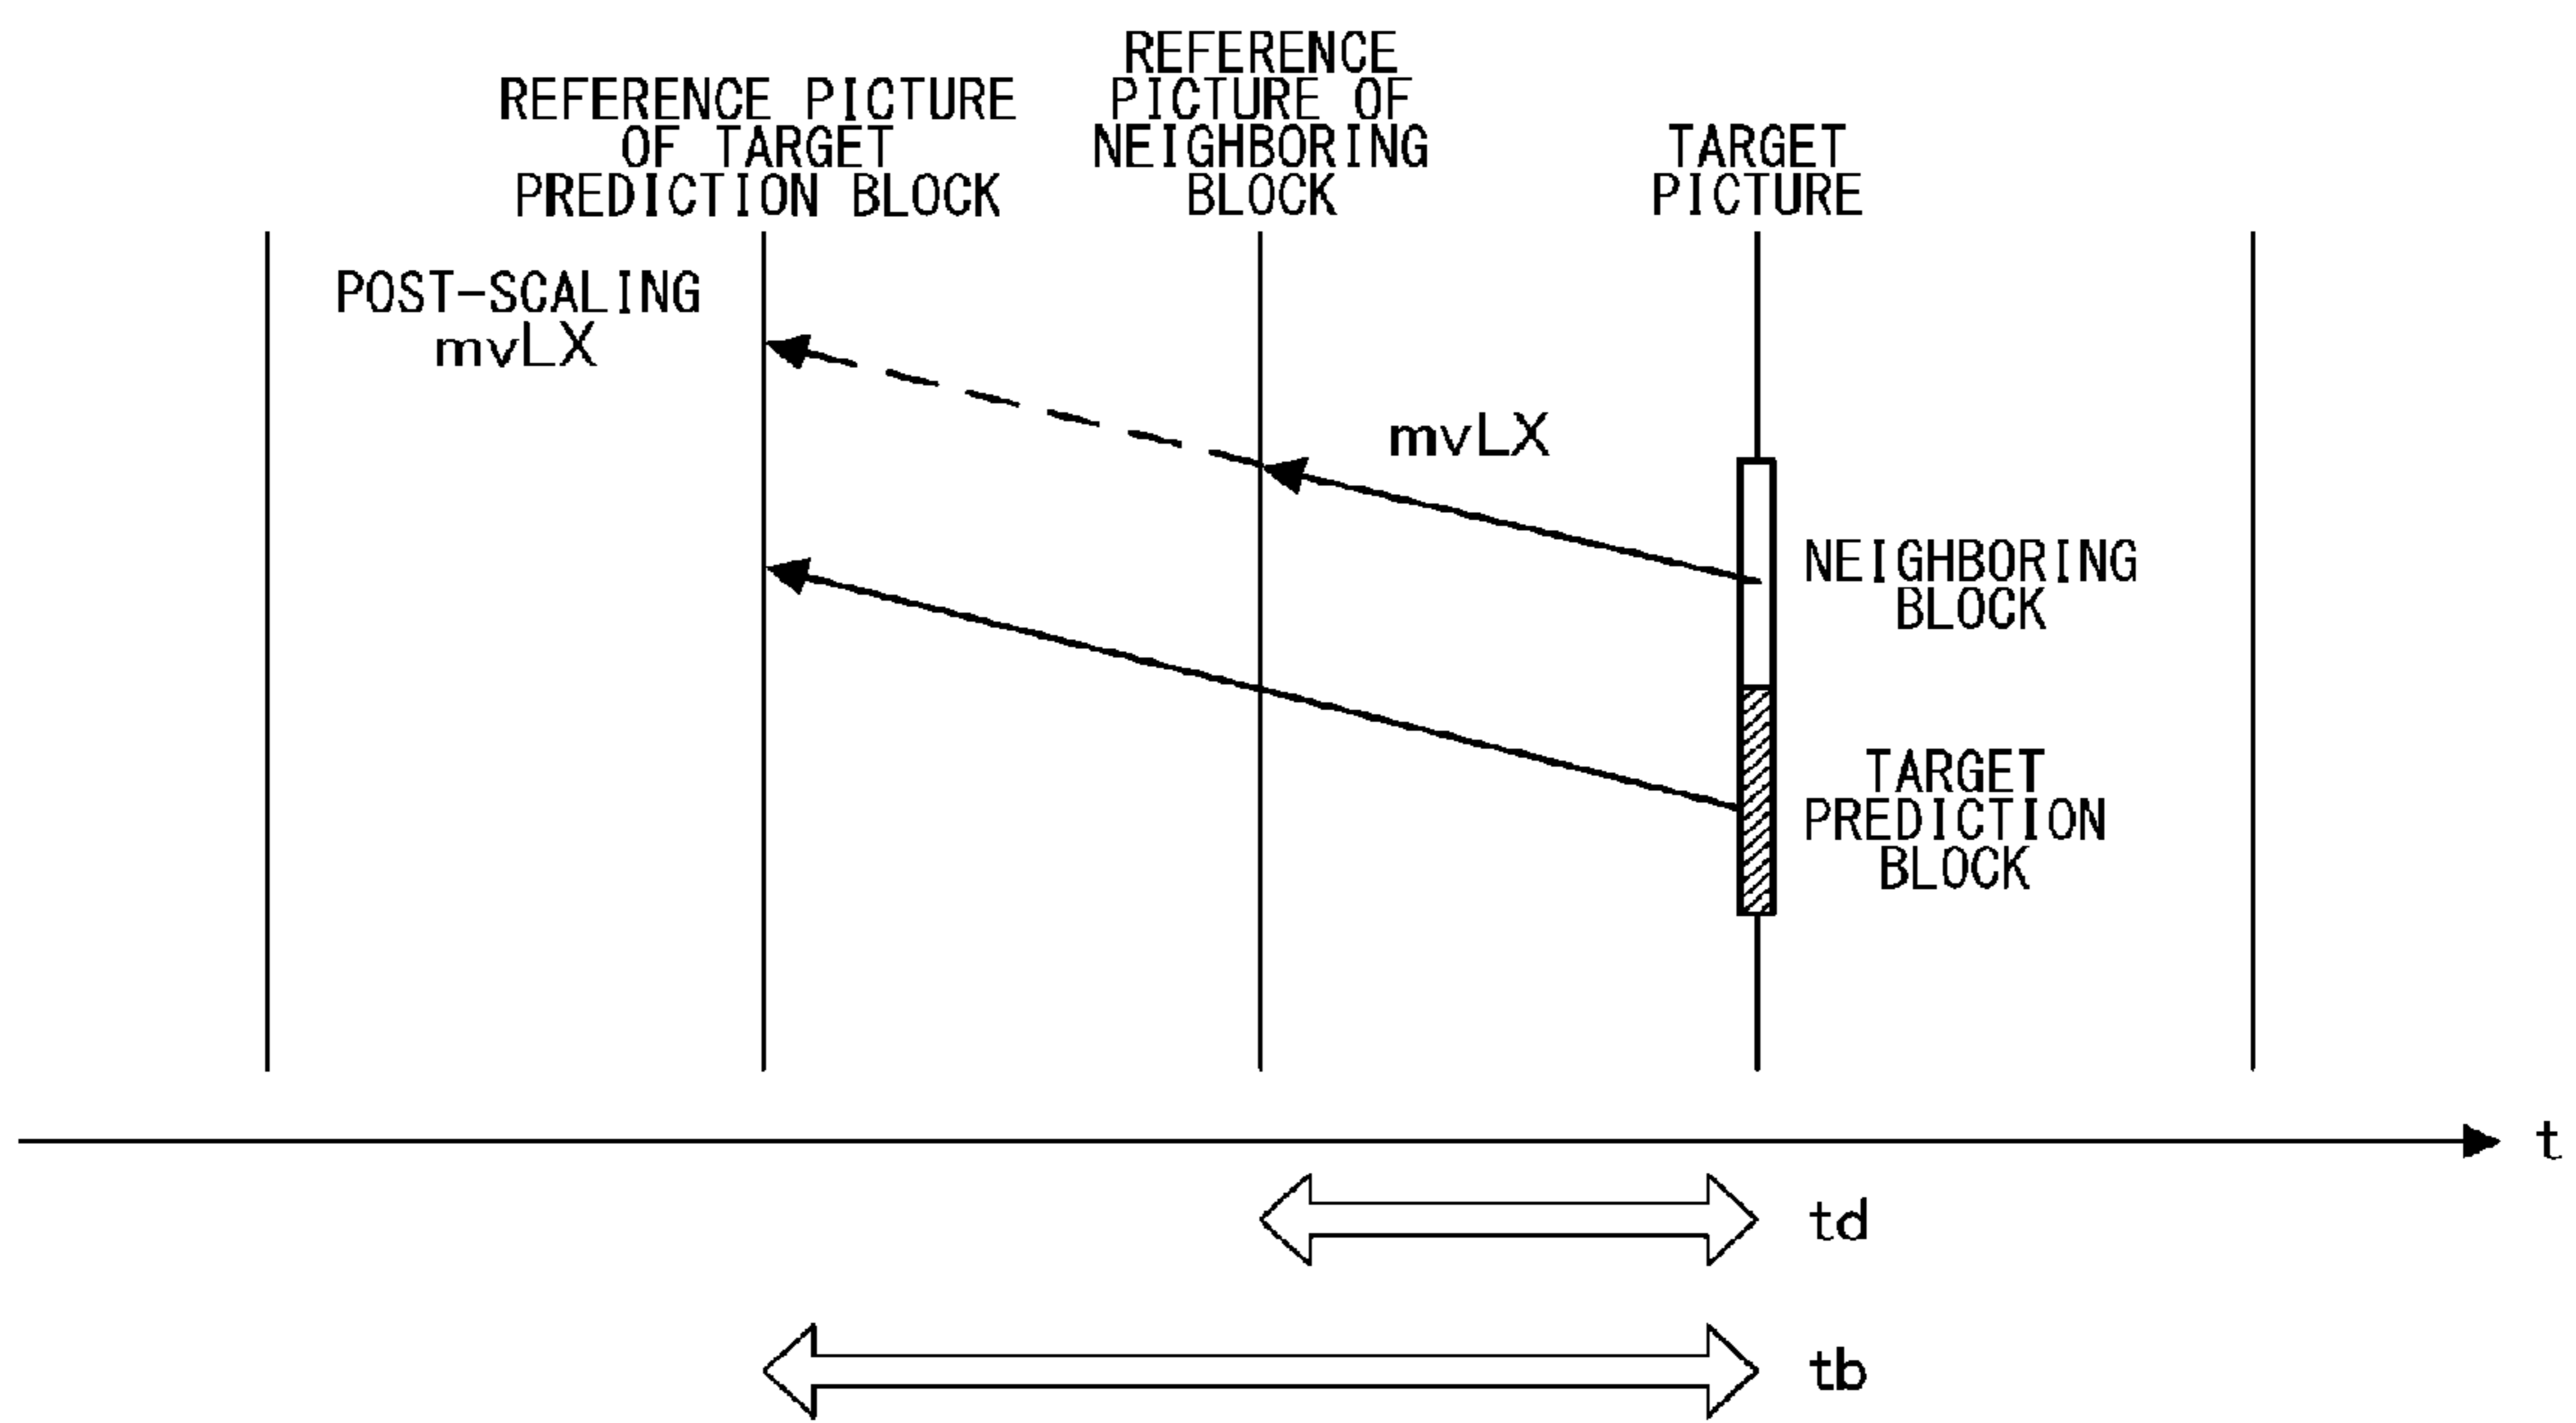 REFERENCE PICTURE
OF TARGET
PREDICTION BLOCK
REFERENCE
PICTURE OF
NEIGHBORING
BLOCK
TARGET
PICTURE
POST-SCALING
mvLX
mvLX
NEIGHBORING
BLOCK
TARGET
PREDICTION
BLOCK
t
td
tb